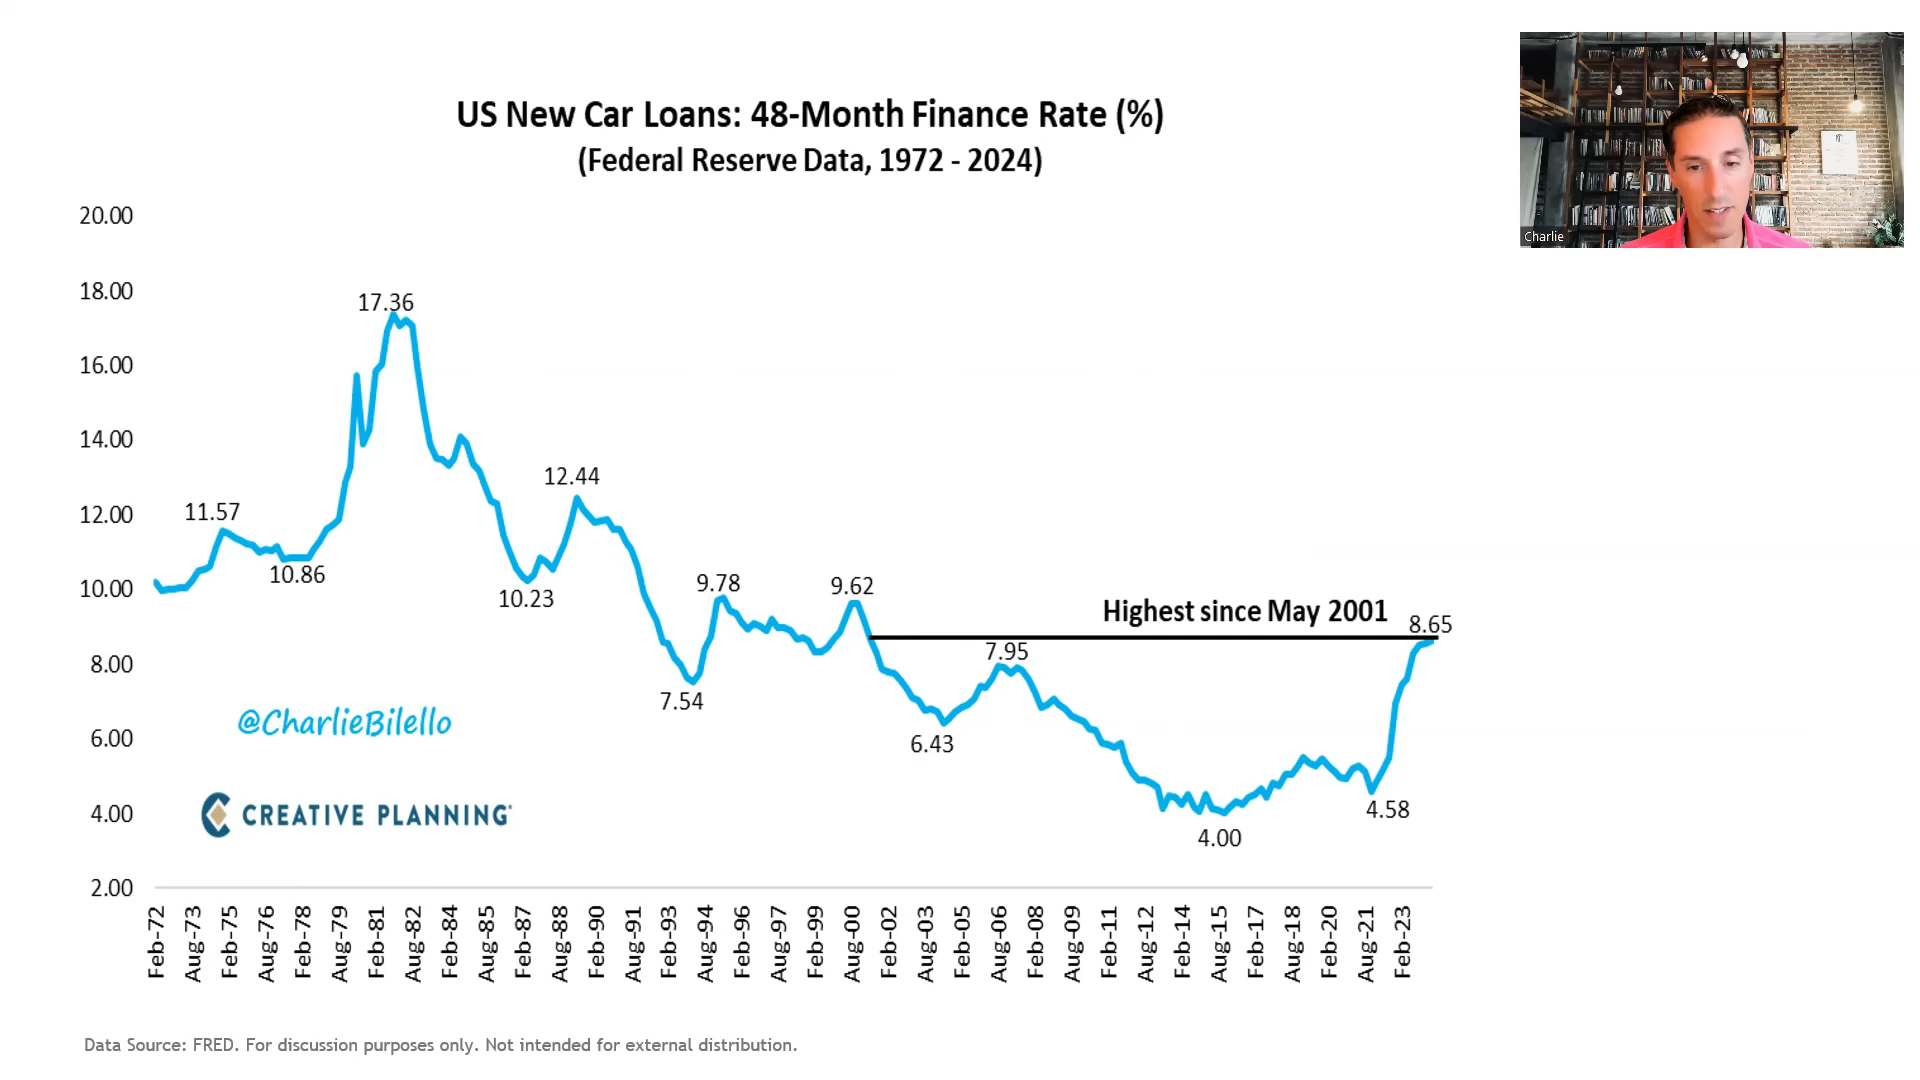 US New Car Loans: 48-Month Finance Rate (%)
(Federal Reserve Data, 1972 - 2024)
Charlie
20.00
18.00
16.00
14.00
12.00
10.00
8.00
6.00
4.00
2.00
17.36
11.57
10.86
12.44
10.23
9.78
7.54
9.62
Highest since May 2001
8.65
7.95
6.43
4.00
4.58
@CharlieBilello
CREATIVE PLANNING
Feb-72
Aug-73
Feb-75
Aug-76
Feb-78
Aug-79
Feb-81
Aug-82
Feb-84
Aug-85
Feb-87
Aug-88
Feb-90
Aug-91
Feb-93
Aug-94
Feb-96
Aug-97
Feb-99
Aug-00
Feb-02
Aug-03
Feb-05
Aug-06
Feb-08
Aug-09
Feb-11
Aug-12
Feb-14
Aug-15
Feb-17
Aug-18
Feb-20
Aug-21
Feb-23
Data Source: FRED. For discussion purposes only. Not intended for external distribution.